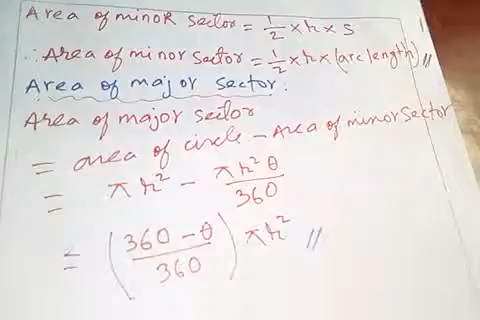 Area of minor sector = 1/2 × r × s
∴ Area of minor sector = 1/2 × r × (arc length) //
Area of major sector.
Area of major sector
= area of circle - Area of minor sector
= πr² - πr²θ/360
= (360 - θ/360) πr² //